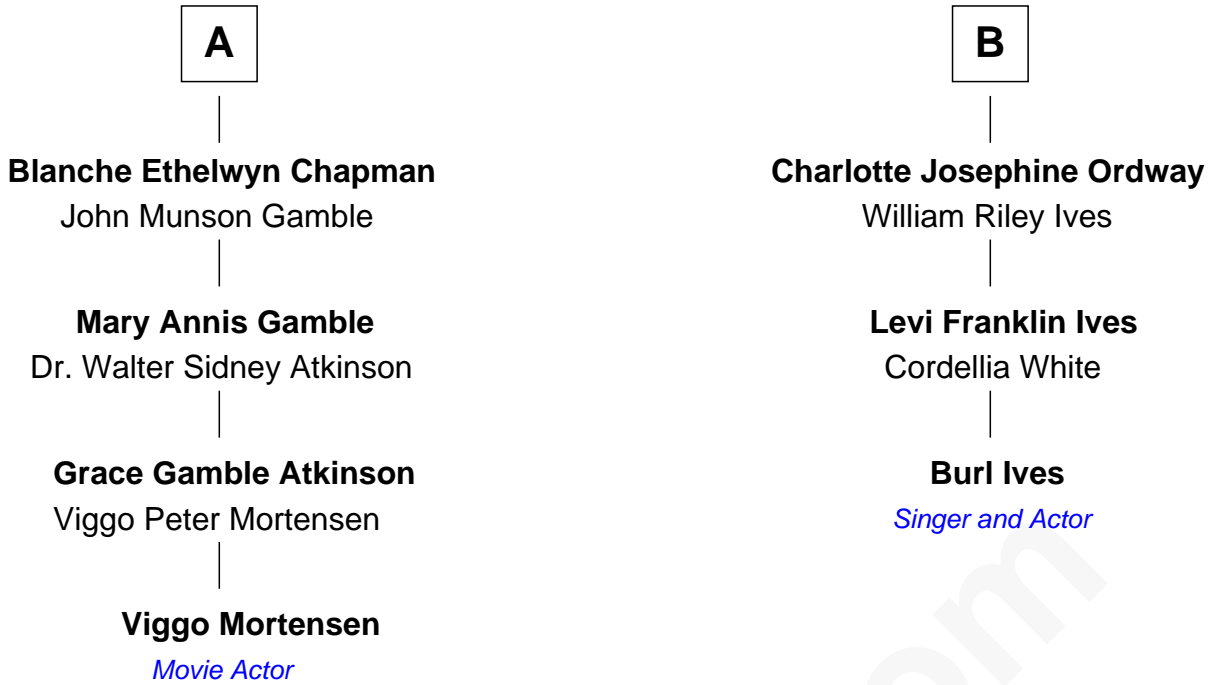 A
Blanche Ethelwyn Chapman
John Munson Gamble
Mary Annis Gamble
Dr. Walter Sidney Atkinson
Grace Gamble Atkinson
Viggo Peter Mortensen
Viggo Mortensen
Movie Actor
B
Charlotte Josephine Ordway
William Riley Ives
Levi Franklin Ives
Cordellia White
Burl Ives
Singer and Actor
om